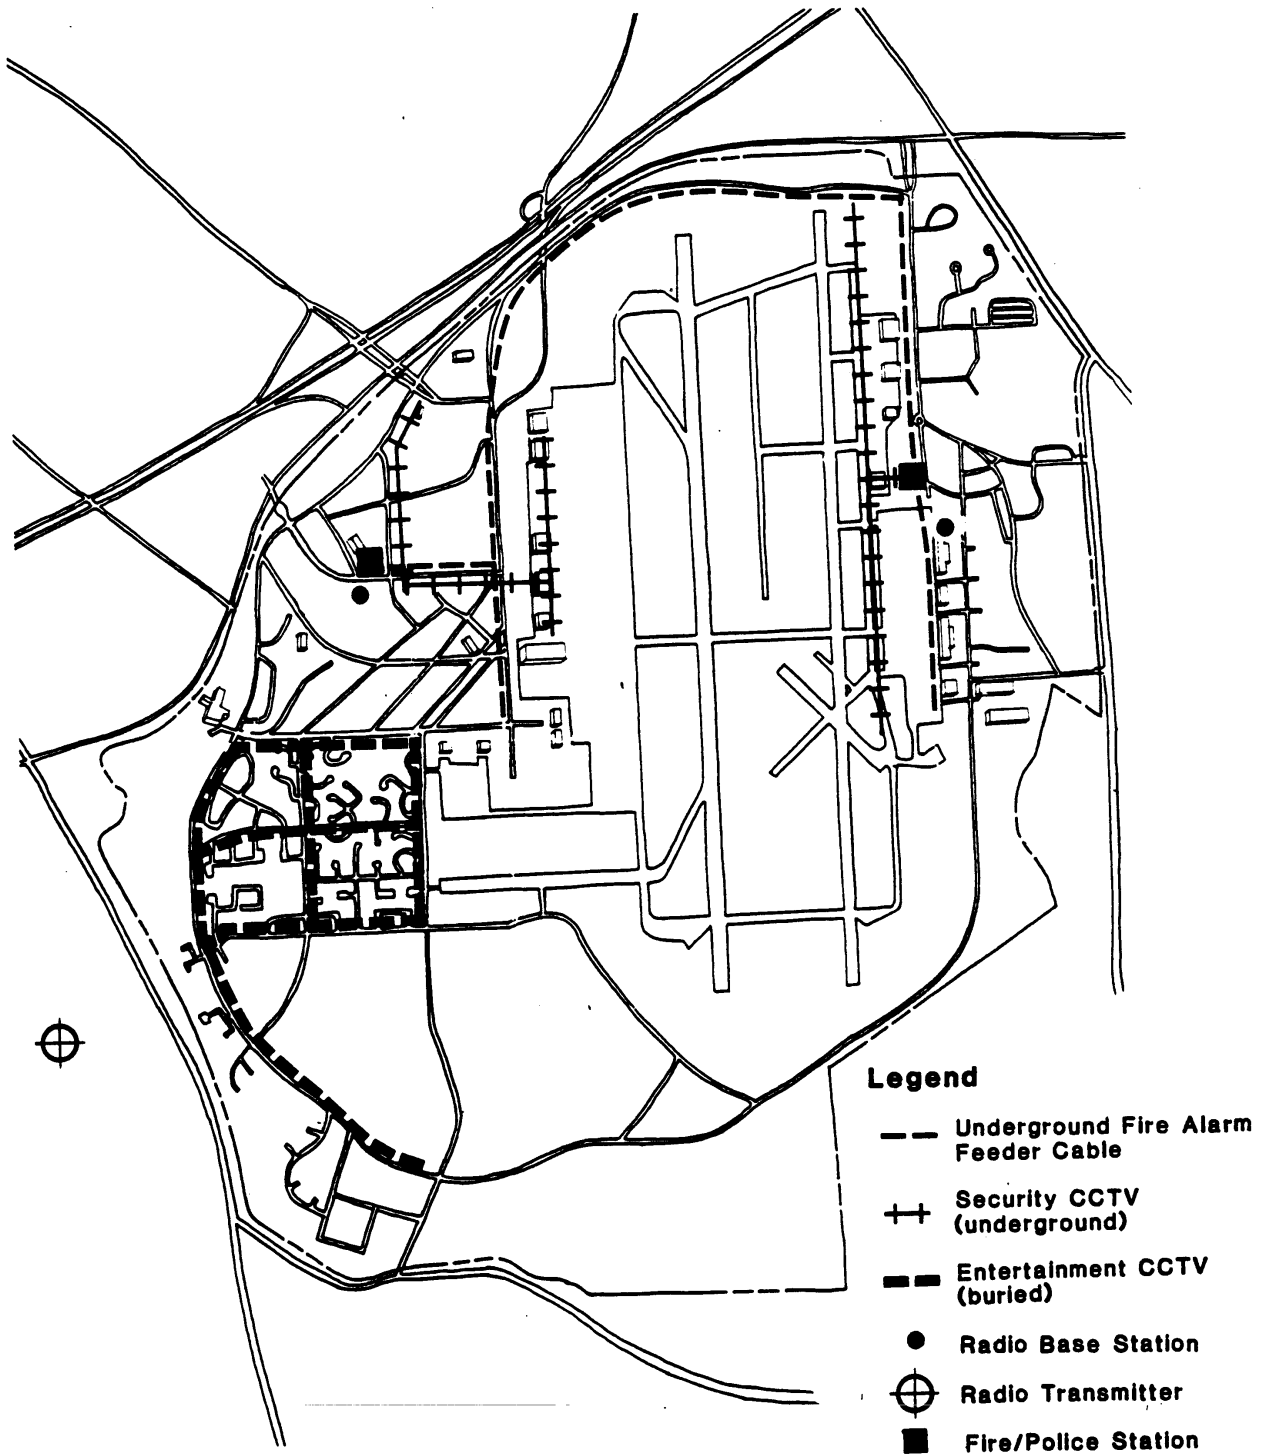 Legend
Underground Fire Alarm
Feeder Cable
Security CCTV
(underground)
Entertainment CCTV
(buried)
Radio Base Station
Radio Transmitter
Fire/Police Station